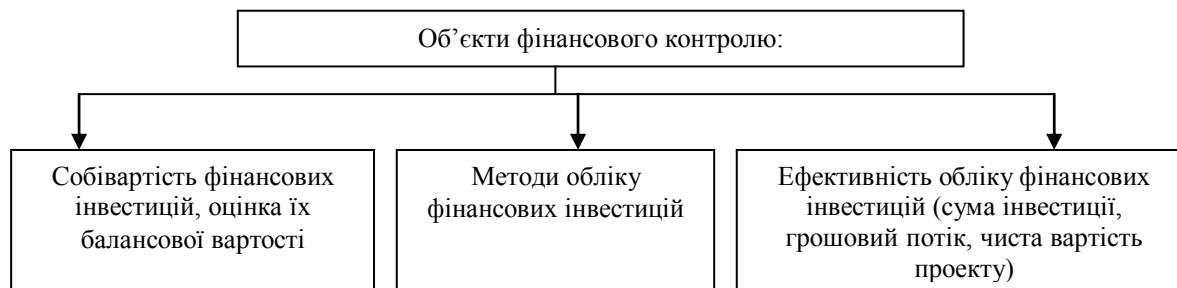 Об’єкти фінансового контролю:
Собівартість фінансових
інвестицій, оцінка їх
балансової вартості
Методи обліку
фінансових інвестицій
Ефективність обліку фінансових
інвестицій (сума інвестиції,
грошовий потік, чиста вартість
проекту)